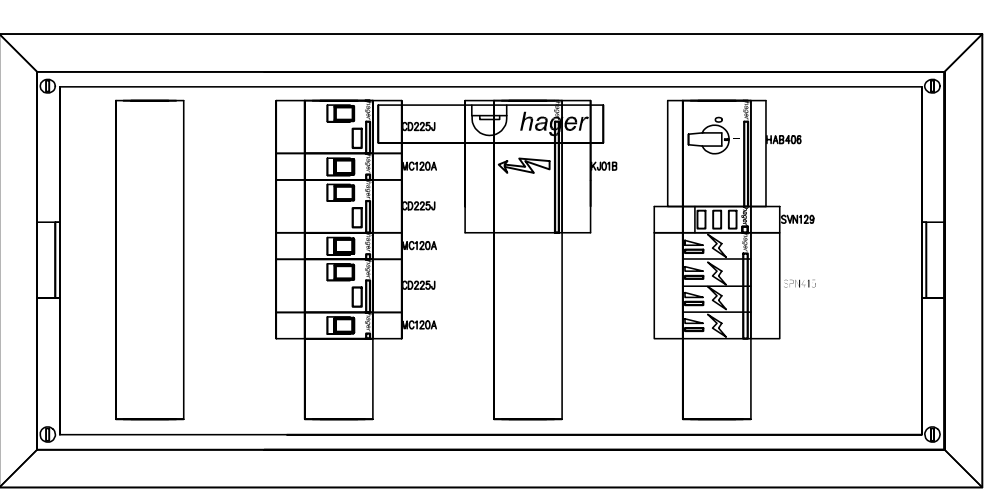 CD225J
MC120A
CD225J
MC120A
CD225J
MC120A
hager
KJ01B
HAB406
SVN129
SPN415